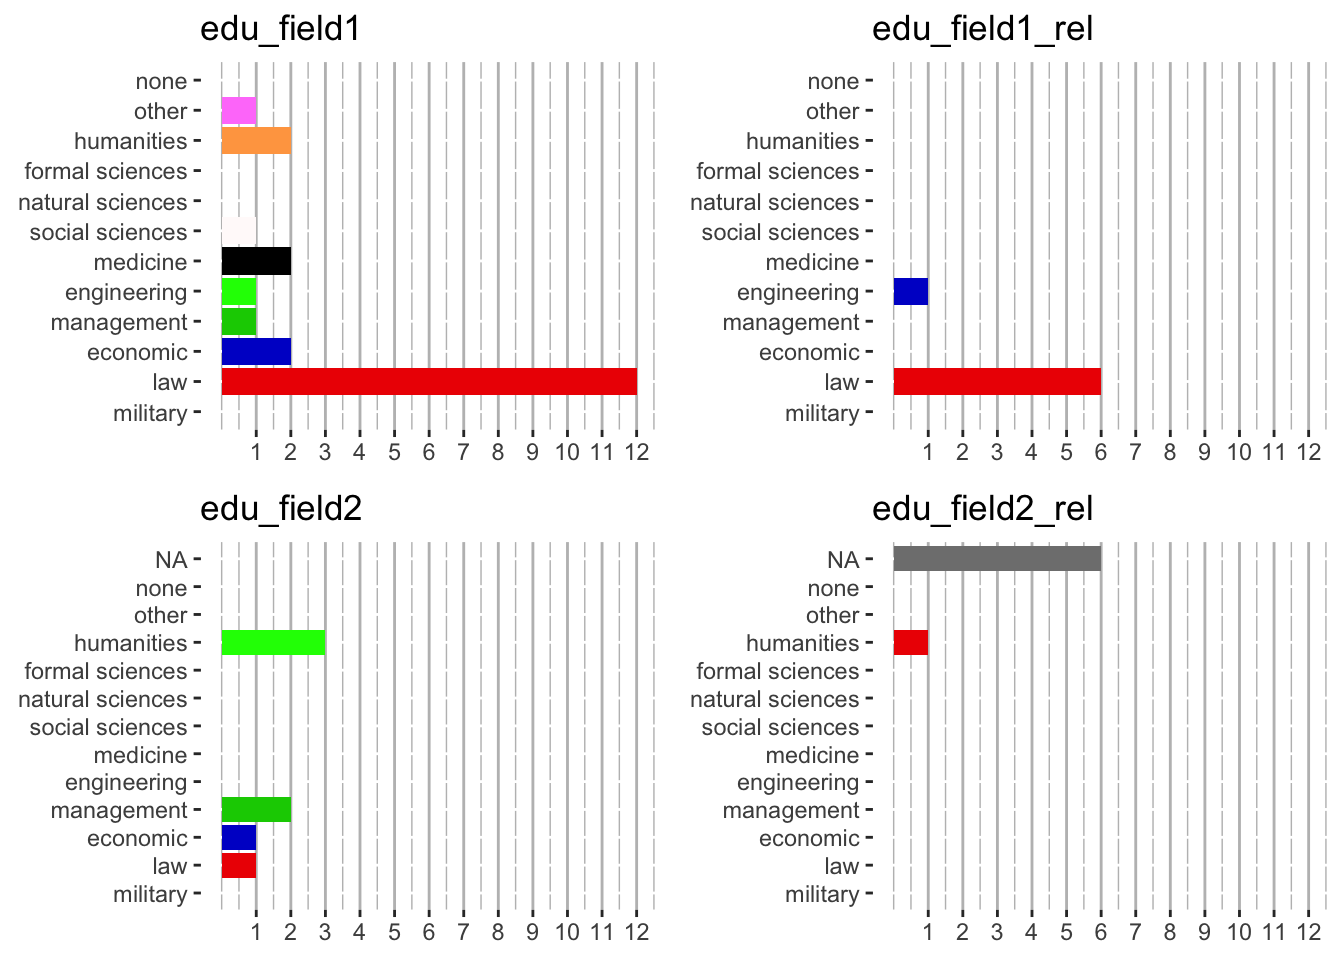 edu_field1
none
other
humanities
formal sciences
natural sciences
social sciences
medicine
engineering
management
economic
law
military
1 2 3 4 5 6 7 8 9 10 11 12
edu_field1_rel
none
other
humanities
formal sciences
natural sciences
social sciences
medicine
engineering
management
economic
law
military
1 2 3 4 5 6 7 8 9 10 11 12
edu_field2
NA
none
other
humanities
formal sciences
natural sciences
social sciences
medicine
engineering
management
economic
law
military
1 2 3 4 5 6 7 8 9 10 11 12
edu_field2_rel
NA
none
other
humanities
formal sciences
natural sciences
social sciences
medicine
engineering
management
economic
law
military
1 2 3 4 5 6 7 8 9 10 11 12